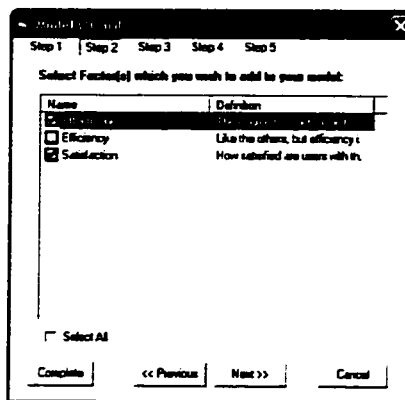 Model Wizard
Step 1 Step 2 Step 3 Step 4 Step 5
Select Factor(s) which you wish to add to your model:
Name Definition
Efficiency Like the others, but efficiency i
Satisfaction How satisfied are users with th.
Select All
Complete << Previous Next >> Cancel